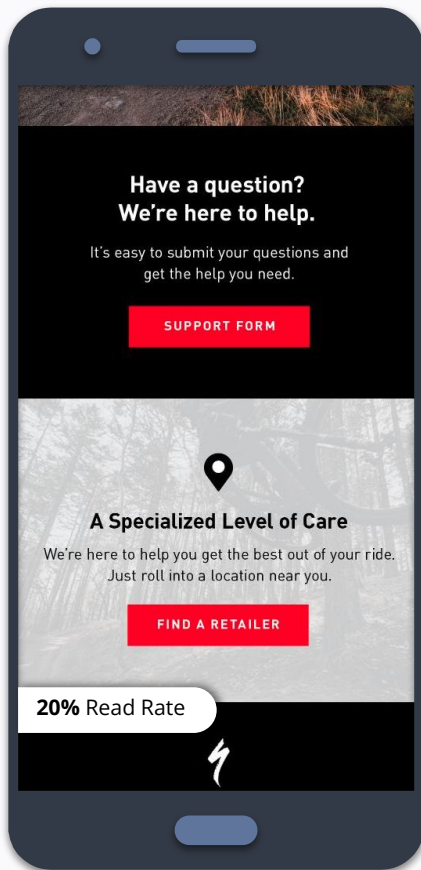 Have a question?
We're here to help.
It's easy to submit your questions and
get the help you need.
SUPPORT FORM
A Specialized Level of Care
We're here to help you get the best out of your ride.
Just roll into a location near you.
FIND A RETAILER
20% Read Rate